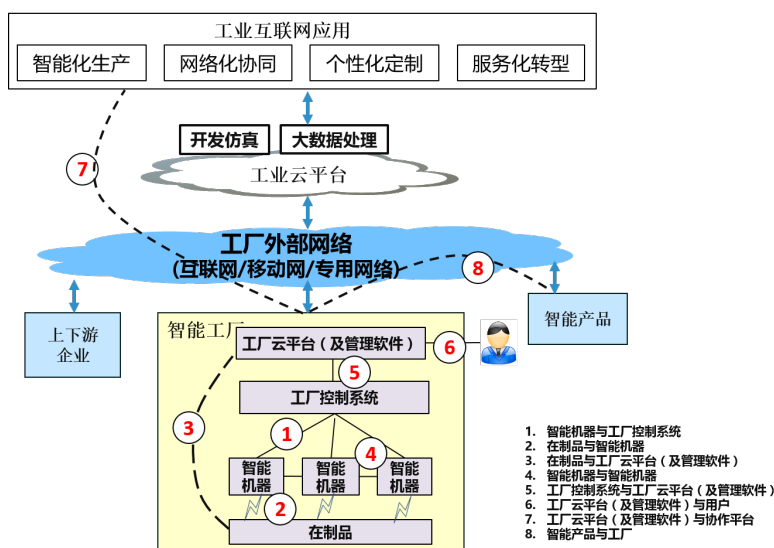 工业互联网应用
智能化生产
网络化协同
个性化定制
服务化转型
开发仿真
大数据处理
7
工业云平台
工厂外部网络
(互联网/移动网/专用网络)
8
上下游
企业
智能产品
智能工厂
工厂云平台（及管理软件）
6
5
工厂控制系统
3
1
4
智能
机器
智能
机器
智能
机器
2
在制品
1. 智能机器与工厂控制系统
2. 在制品与智能机器
3. 在制品与工厂云平台（及管理软件）
4. 智能机器与智能机器
5. 工厂控制系统与工厂云平台（及管理软件）
6. 工厂云平台（及管理软件）与用户
7. 工厂云平台（及管理软件）与协作平台
8. 智能产品与工厂